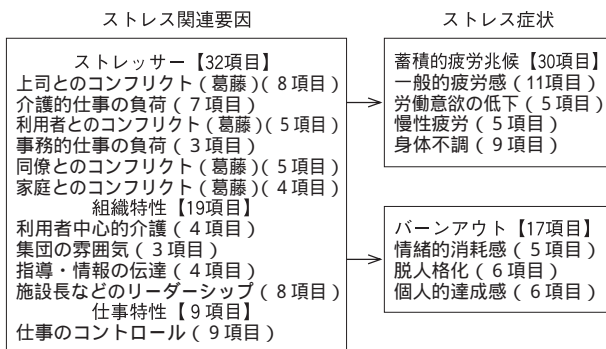 ストレス関連要因
ストレッサー【32項目】
上司とのコンフリクト(葛藤)(8項目)
介護的仕事の負荷(7項目)
利用者とのコンフリクト(葛藤)(5項目)
事務的仕事の負荷(3項目)
同僚とのコンフリクト(葛藤)(5項目)
家庭とのコンフリクト(葛藤)(4項目)
組織特性【19項目】
利用者中心的介護(4項目)
集団の雰囲気(3項目)
指導・情報の伝達(4項目)
施設長などのリーダーシップ(8項目)
仕事特性【9項目】
仕事のコントロール(9項目)
ストレス症状
蓄積的疲労兆候【30項目】
一般的疲労感(11項目)
労働意欲の低下(5項目)
慢性疲労(5項目)
身体不調(9項目)
バーンアウト【17項目】
情緒的消耗感(5項目)
脱人格化(6項目)
個人的達成感(6項目)